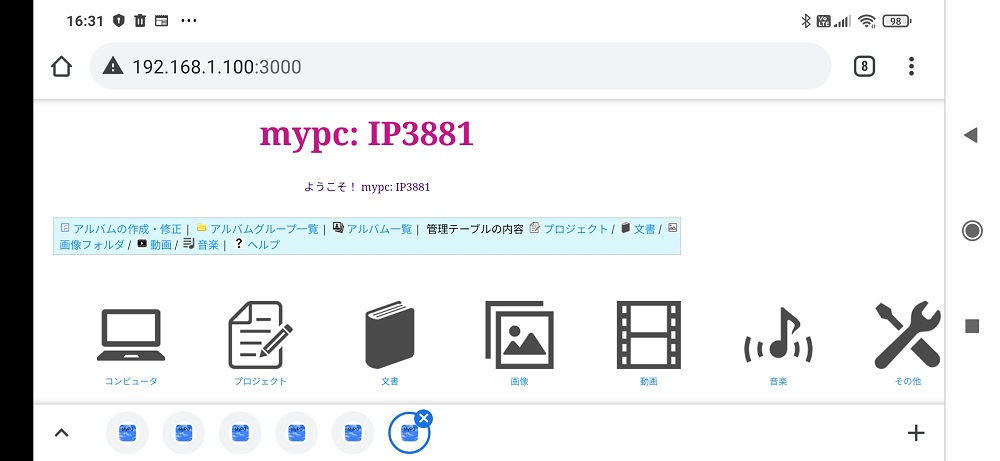 16:31
98
192.168.1.100:3000
8
mypc: IP3881
ようこそ！ mypc: IP3881
アルバムの作成・修正 | アルバムグループ一覧 | アルバム一覧 | 管理テーブルの内容 プロジェクト / 文書 /
画像フォルダ / 動画 / 音楽 | ? ヘルプ
コンピュータ プロジェクト 文書 画像 動画 音楽 その他